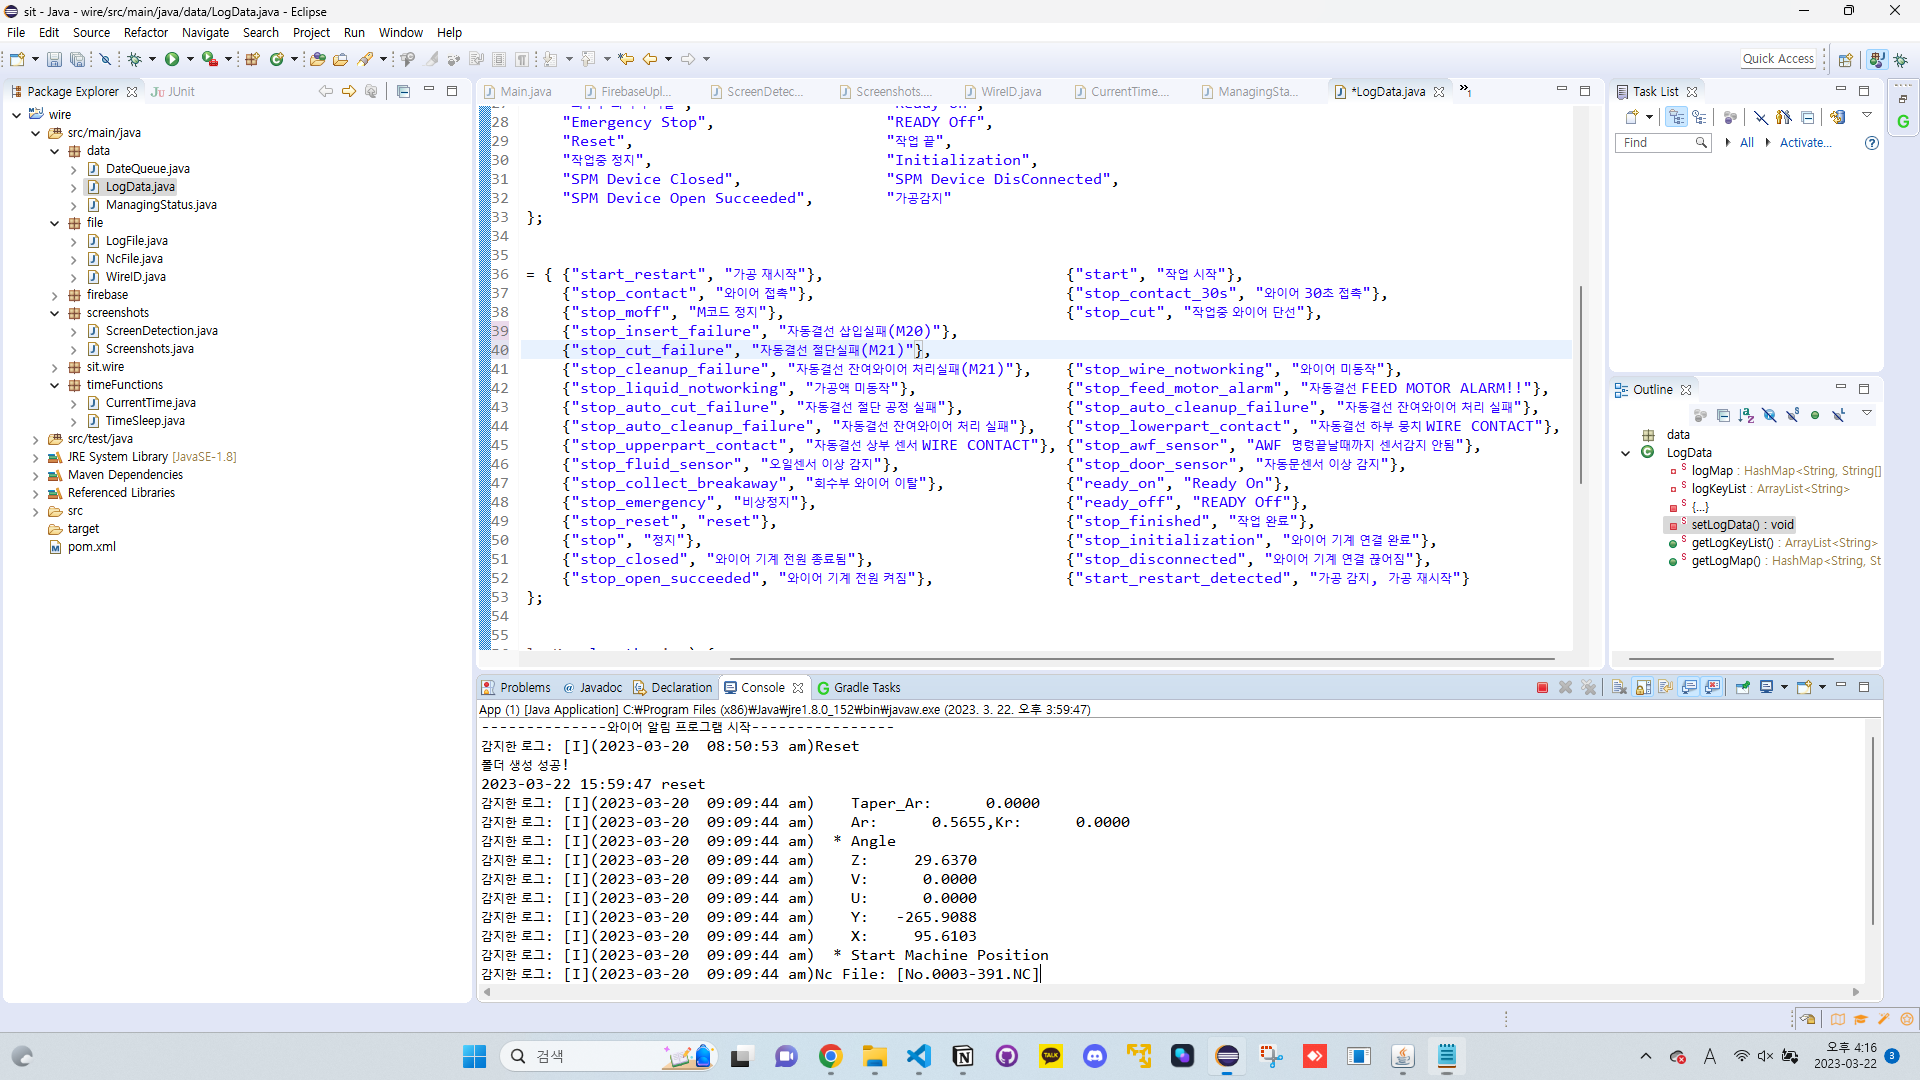 sit - Java - wire/src/main/java/data/LogData.java - Eclipse
File Edit Source Refactor Navigate Search Project Run Window Help
Quick Access
Package Explorer JUnit
wire
src/main/java
data
DateQueue.java
LogData.java
ManagingStatus.java
file
LogFile.java
NcFile.java
WireID.java
firebase
screenshots
ScreenDetection.java
Screenshots.java
sit.wire
timeFunctions
CurrentTime.java
TimeSleep.java
src/test/java
JRE System Library [JavaSE-1.8]
Maven Dependencies
Referenced Libraries
src
target
pom.xml
Main.java FirebaseUpl... ScreenDetec... Screenshots.... WireID.java CurrentTime.... ManagingSta... *LogData.java »1
28 "Emergency Stop", "READY Off",
29 "Reset", "작업 끝",
30 "작업중 정지", "Initialization",
31 "SPM Device Closed", "SPM Device DisConnected",
32 "SPM Device Open Succeeded", "가공감지"
33 };
34
35
36 = { {"start_restart", "가공 재시작"}, {"start", "작업 시작"},
37 {"stop_contact", "와이어 접촉"}, {"stop_contact_30s", "와이어 30초 접촉"},
38 {"stop_moff", "M코드 정지"}, {"stop_cut", "작업중 와이어 단선"},
39 {"stop_insert_failure", "자동결선 삽입실패(M20)"},
40 {"stop_cut_failure", "자동결선 절단실패(M21)"},
41 {"stop_cleanup_failure", "자동결선 잔여와이어 처리실패(M21)"}, {"stop_wire_notworking", "와이어 미동작"},
42 {"stop_liquid_notworking", "가공액 미동작"}, {"stop_feed_motor_alarm", "자동결선 FEED MOTOR ALARM!!"},
43 {"stop_auto_cut_failure", "자동결선 절단 공정 실패"}, {"stop_auto_cleanup_failure", "자동결선 잔여와이어 처리 실패"},
44 {"stop_auto_cleanup_failure", "자동결선 잔여와이어 처리 실패"}, {"stop_lowerpart_contact", "자동결선 하부 뭉치 WIRE CONTACT"},
45 {"stop_upperpart_contact", "자동결선 상부 센서 WIRE CONTACT"}, {"stop_awf_sensor", "AWF 명령끝날때까지 센서감지 안됨"},
46 {"stop_fluid_sensor", "오일센서 이상 감지"}, {"stop_door_sensor", "자동문센서 이상 감지"},
47 {"stop_collect_breakaway", "회수부 와이어 이탈"}, {"ready_on", "Ready On"},
48 {"stop_emergency", "비상정지"}, {"ready_off", "READY Off"},
49 {"stop_reset", "reset"}, {"stop_finished", "작업 완료"},
50 {"stop", "정지"}, {"stop_initialization", "와이어 기계 연결 완료"},
51 {"stop_closed", "와이어 기계 전원 종료됨"}, {"stop_disconnected", "와이어 기계 연결 끊어짐"},
52 {"stop_open_succeeded", "와이어 기계 전원 켜짐"}, {"start_restart_detected", "가공 감지, 가공 재시작"}
53 };
54
55
Task List
Find All Activate...
Outline
data
LogData
logMap : HashMap<String, String[]
logKeyList : ArrayList<String>
{...}
setLogData() : void
getLogKeyList() : ArrayList<String>
getLogMap() : HashMap<String, St
Problems Javadoc Declaration Console Gradle Tasks
App (1) [Java Application] C:₩Program Files (x86)₩Java₩jre1.8.0_152₩bin₩javaw.exe (2023. 3. 22. 오후 3:59:47)
--------------와이어 알림 프로그램 시작----------------
감지한 로그: [I](2023-03-20 08:50:53 am)Reset
폴더 생성 성공!
2023-03-22 15:59:47 reset
감지한 로그: [I](2023-03-20 09:09:44 am) Taper_Ar: 0.0000
감지한 로그: [I](2023-03-20 09:09:44 am) Ar: 0.5655,Kr: 0.0000
감지한 로그: [I](2023-03-20 09:09:44 am) * Angle
감지한 로그: [I](2023-03-20 09:09:44 am) Z: 29.6370
감지한 로그: [I](2023-03-20 09:09:44 am) V: 0.0000
감지한 로그: [I](2023-03-20 09:09:44 am) U: 0.0000
감지한 로그: [I](2023-03-20 09:09:44 am) Y: -265.9088
감지한 로그: [I](2023-03-20 09:09:44 am) X: 95.6103
감지한 로그: [I](2023-03-20 09:09:44 am) * Start Machine Position
감지한 로그: [I](2023-03-20 09:09:44 am)Nc File: [No.0003-391.NC]
검색
TALK
A
오후 4:16
2023-03-22
3